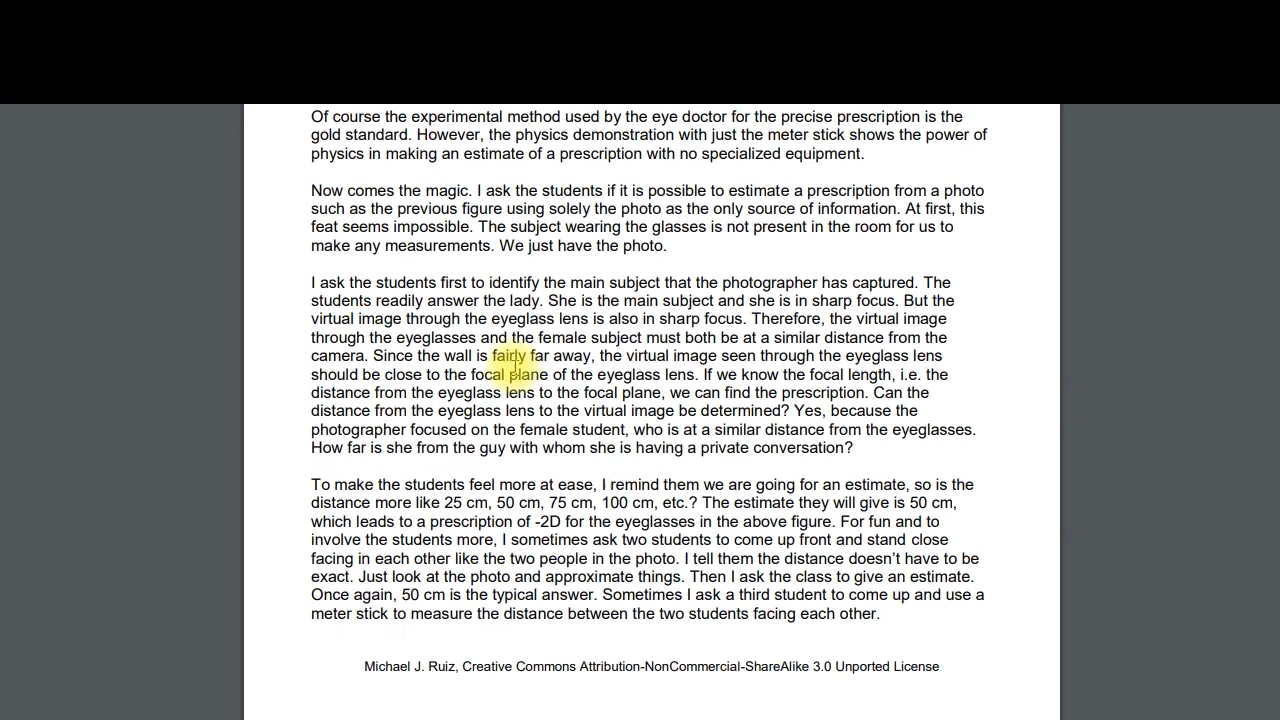 Of course the experimental method used by the eye doctor for the precise prescription is the
gold standard. However, the physics demonstration with just the meter stick shows the power of
physics in making an estimate of a prescription with no specialized equipment.
Now comes the magic. I ask the students if it is possible to estimate a prescription from a photo
such as the previous figure using solely the photo as the only source of information. At first, this
feat seems impossible. The subject wearing the glasses is not present in the room for us to
make any measurements. We just have the photo.
I ask the students first to identify the main subject that the photographer has captured. The
students readily answer the lady. She is the main subject and she is in sharp focus. But the
virtual image through the eyeglass lens is also in sharp focus. Therefore, the virtual image
through the eyeglasses and the female subject must both be at a similar distance from the
camera. Since the wall is fairly far away, the virtual image seen through the eyeglass lens
should be close to the focal plane of the eyeglass lens. If we know the focal length, i.e. the
distance from the eyeglass lens to the focal plane, we can find the prescription. Can the
distance from the eyeglass lens to the virtual image be determined? Yes, because the
photographer focused on the female student, who is at a similar distance from the eyeglasses.
How far is she from the guy with whom she is having a private conversation?
To make the students feel more at ease, I remind them we are going for an estimate, so is the
distance more like 25 cm, 50 cm, 75 cm, 100 cm, etc.? The estimate they will give is 50 cm,
which leads to a prescription of -2D for the eyeglasses in the above figure. For fun and to
involve the students more, I sometimes ask two students to come up front and stand close
facing in each other like the two people in the photo. I tell them the distance doesn't have to be
exact. Just look at the photo and approximate things. Then I ask the class to give an estimate.
Once again, 50 cm is the typical answer. Sometimes I ask a third student to come up and use a
meter stick to measure the distance between the two students facing each other.
Michael J. Ruiz, Creative Commons Attribution-NonCommercial-ShareAlike 3.0 Unported License